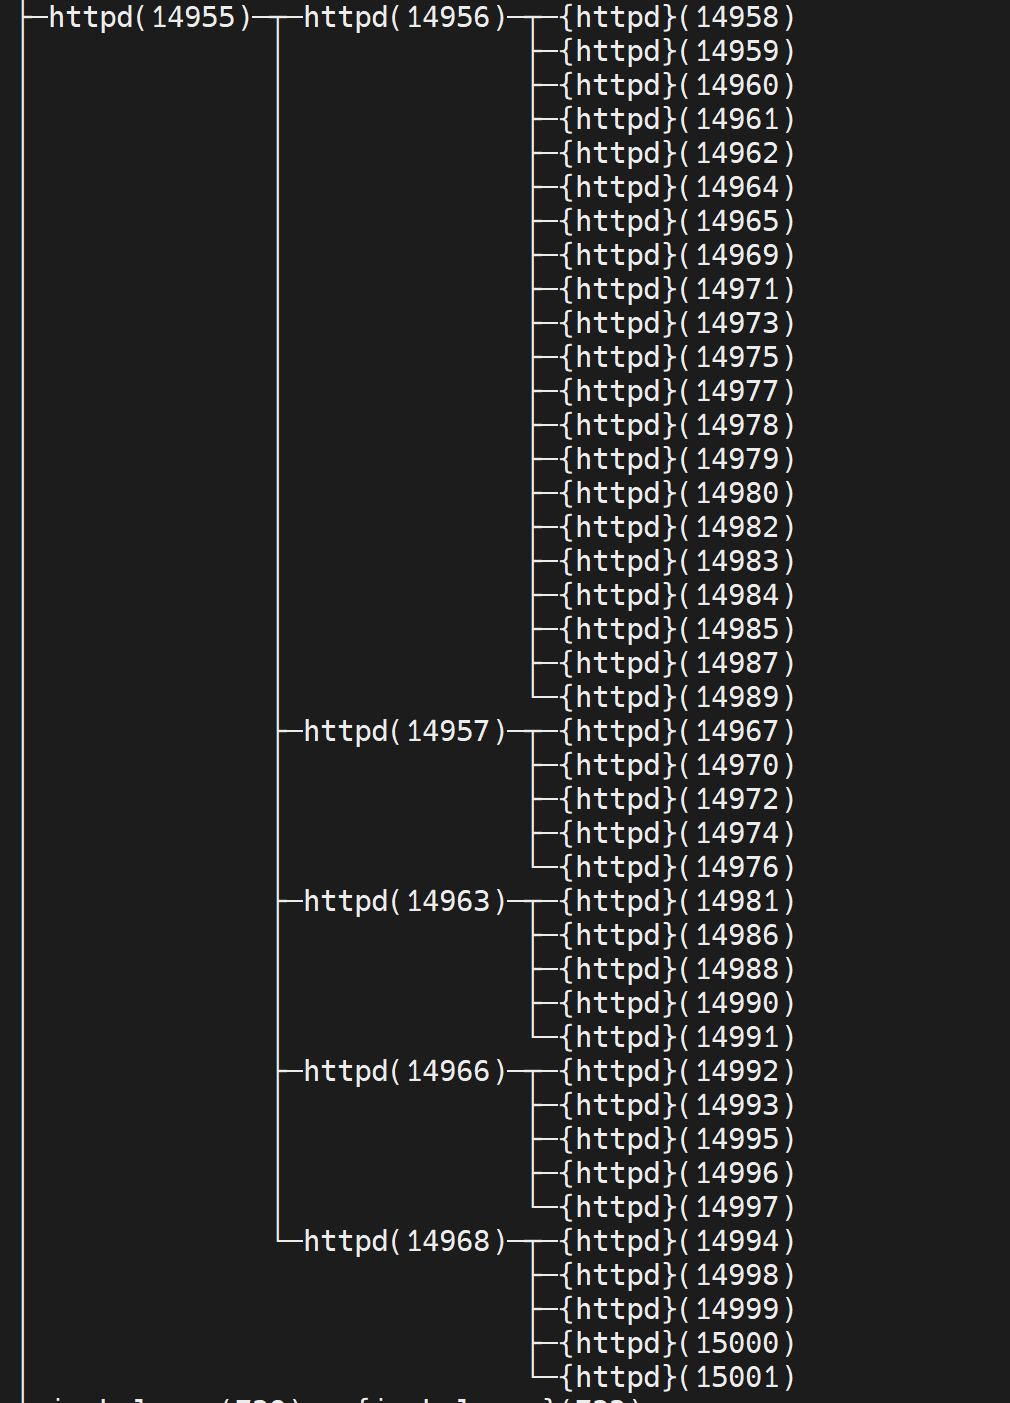 ├─httpd(14955)─┬─httpd(14956)─┬─{httpd}(14958)
│              │              ├─{httpd}(14959)
│              │              ├─{httpd}(14960)
│              │              ├─{httpd}(14961)
│              │              ├─{httpd}(14962)
│              │              ├─{httpd}(14964)
│              │              ├─{httpd}(14965)
│              │              ├─{httpd}(14969)
│              │              ├─{httpd}(14971)
│              │              ├─{httpd}(14973)
│              │              ├─{httpd}(14975)
│              │              ├─{httpd}(14977)
│              │              ├─{httpd}(14978)
│              │              ├─{httpd}(14979)
│              │              ├─{httpd}(14980)
│              │              ├─{httpd}(14982)
│              │              ├─{httpd}(14983)
│              │              ├─{httpd}(14984)
│              │              ├─{httpd}(14985)
│              │              ├─{httpd}(14987)
│              │              └─{httpd}(14989)
│              ├─httpd(14957)─┬─{httpd}(14967)
│              │              ├─{httpd}(14970)
│              │              ├─{httpd}(14972)
│              │              ├─{httpd}(14974)
│              │              └─{httpd}(14976)
│              ├─httpd(14963)─┬─{httpd}(14981)
│              │              ├─{httpd}(14986)
│              │              ├─{httpd}(14988)
│              │              ├─{httpd}(14990)
│              │              └─{httpd}(14991)
│              ├─httpd(14966)─┬─{httpd}(14992)
│              │              ├─{httpd}(14993)
│              │              ├─{httpd}(14995)
│              │              ├─{httpd}(14996)
│              │              └─{httpd}(14997)
│              └─httpd(14968)─┬─{httpd}(14994)
│                             ├─{httpd}(14998)
│                             ├─{httpd}(14999)
│                             ├─{httpd}(15000)
│                             └─{httpd}(15001)